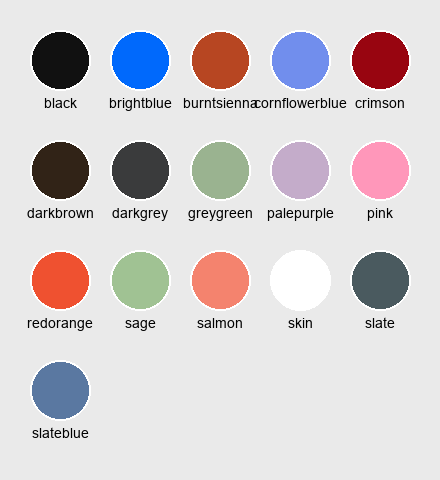 black brightblue burntsienna cornflowerblue crimson
darkbrown darkgrey greygreen palepurple pink
redorange sage salmon skin slate
slateblue